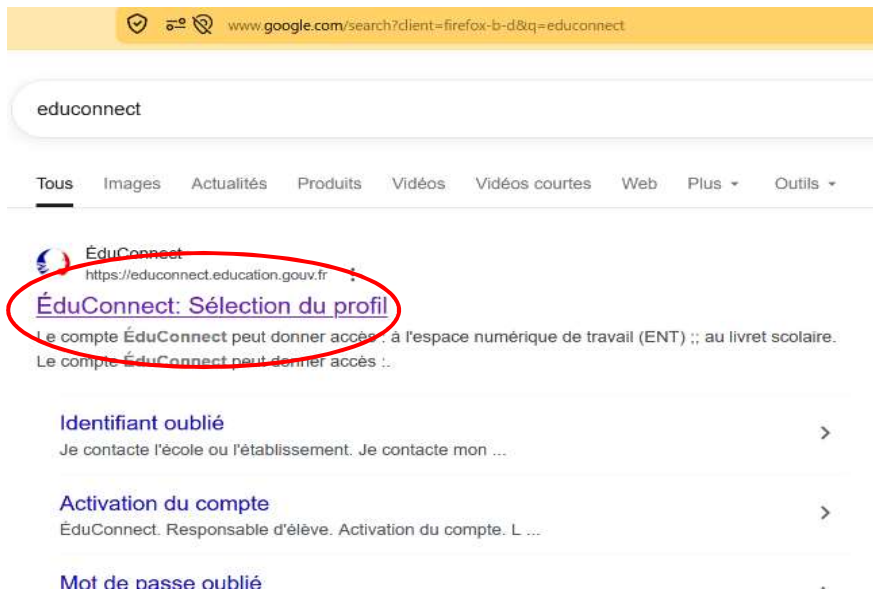 www.google.com/search?client=firefox-b-d&q=educonnect
educonnect
Tous Images Actualités Produits Vidéos Vidéos courtes Web Plus Outils
ÉduConnect
https://educonnect.education.gouv.fr
ÉduConnect: Sélection du profil
Le compte ÉduConnect peut donner accès : à l'espace numérique de travail (ENT) ;; au livret scolaire.
Le compte ÉduConnect peut donner accès :.
Identifiant oublié
Je contacte l'école ou l'établissement. Je contacte mon ...
Activation du compte
ÉduConnect. Responsable d'élève. Activation du compte. L ...
Mot de passe oublié